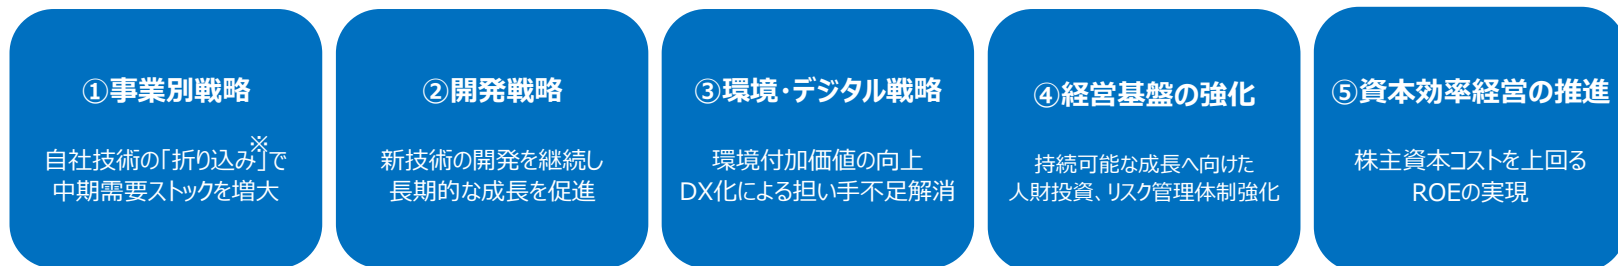 ①事業別戦略
自社技術の「折り込み※」で
中期需要ストックを増大
②開発戦略
新技術の開発を継続し
長期的な成長を促進
③環境・デジタル戦略
環境付加価値の向上
DX化による担い手不足解消
④経営基盤の強化
持続可能な成長へ向けた
人財投資、リスク管理体制強化
⑤資本効率経営の推進
株主資本コストを上回る
ROEの実現